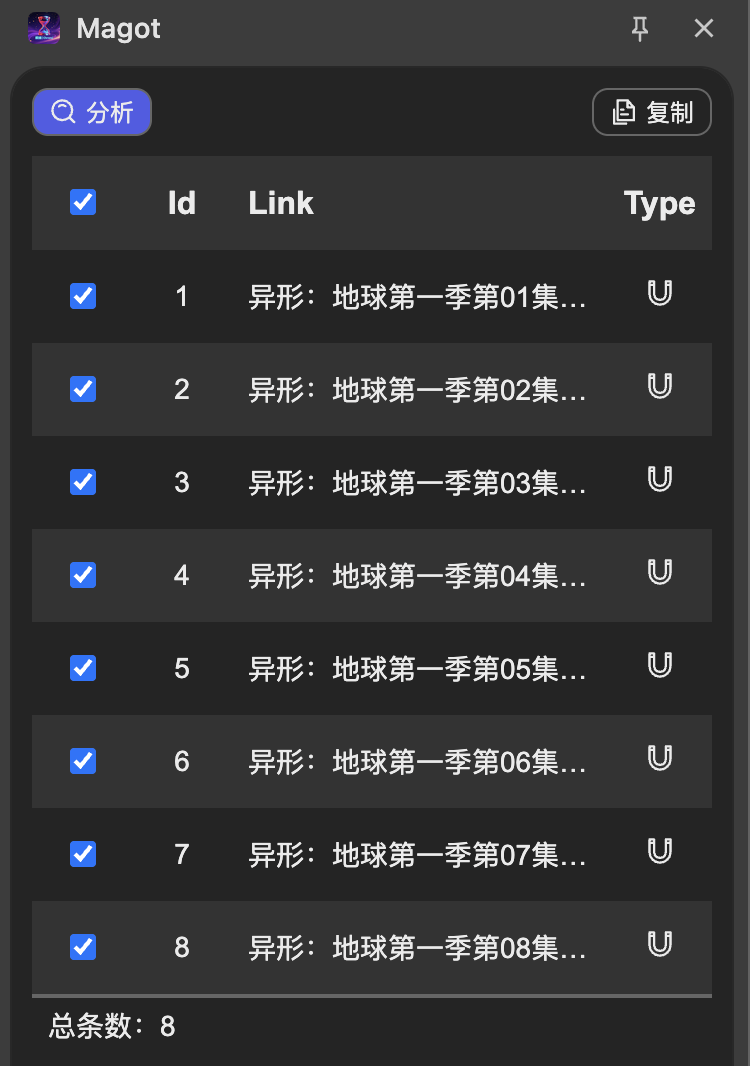 Magot
分析
复制
Id Link Type
1 异形：地球第一季第01集...
2 异形：地球第一季第02集...
3 异形：地球第一季第03集...
4 异形：地球第一季第04集...
5 异形：地球第一季第05集...
6 异形：地球第一季第06集...
7 异形：地球第一季第07集...
8 异形：地球第一季第08集...
总条数：8